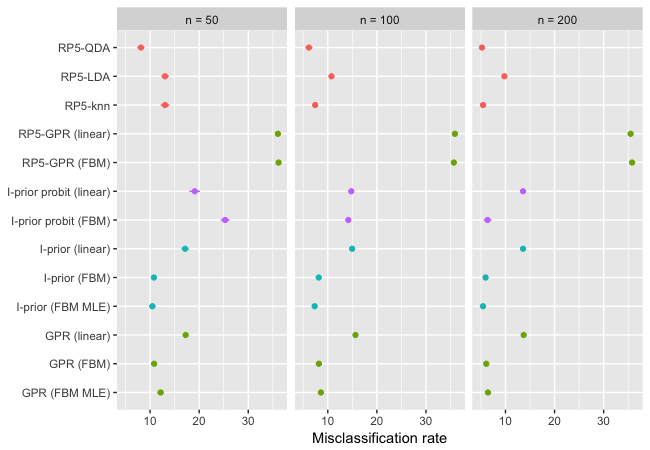 n = 50
n = 100
n = 200
RP5-QDA
RP5-LDA
RP5-knn
RP5-GPR (linear)
RP5-GPR (FBM)
I-prior probit (linear)
I-prior probit (FBM)
I-prior (linear)
I-prior (FBM)
I-prior (FBM MLE)
GPR (linear)
GPR (FBM)
GPR (FBM MLE)
10 20 30
10 20 30
10 20 30
Misclassification rate